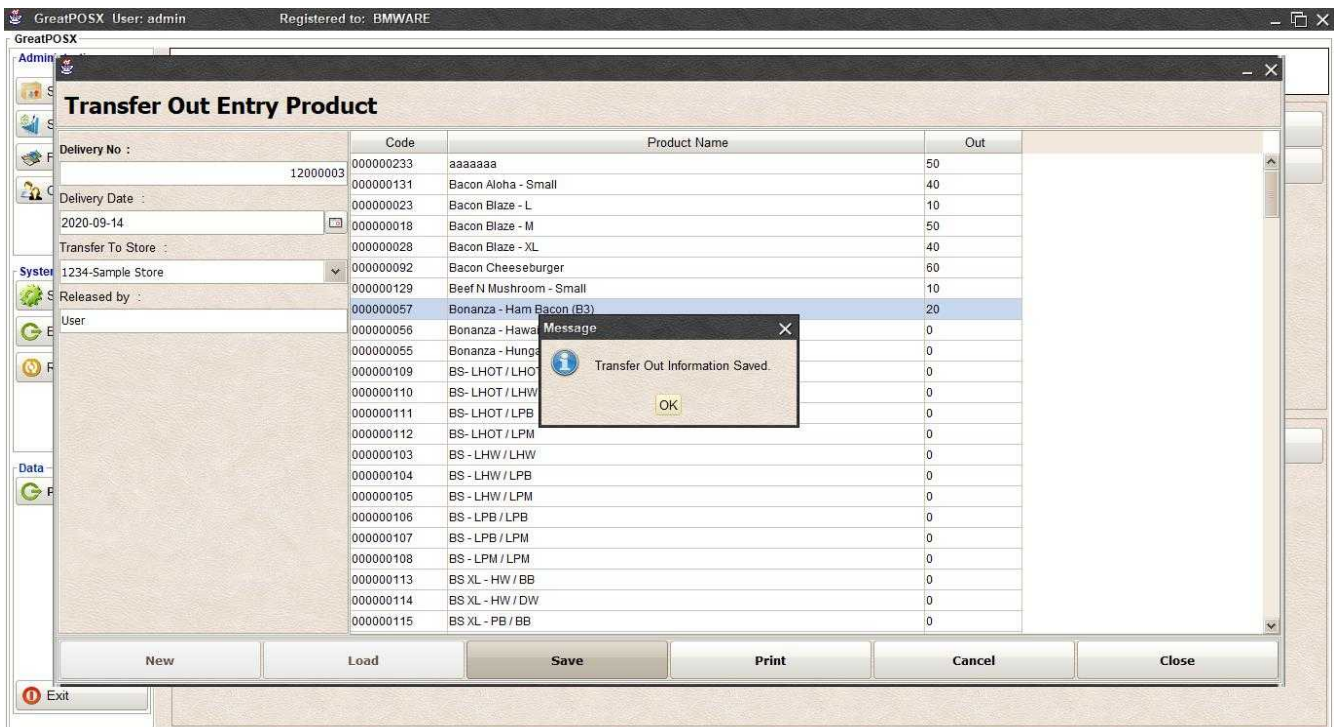 GreatPOSX User: admin Registered to: BMWARE
GreatPOSX
Admin
Transfer Out Entry Product
Delivery No :
12000003
Delivery Date :
2020-09-14
Transfer To Store :
1234-Sample Store
Released by :
User
Code Product Name Out
000000233 aaaaaaa 50
000000131 Bacon Aloha - Small 40
000000023 Bacon Blaze - L 10
000000018 Bacon Blaze - M 50
000000028 Bacon Blaze - XL 40
000000092 Bacon Cheeseburger 60
000000129 Beef N Mushroom - Small 10
000000057 Bonanza - Ham Bacon (B3) 20
000000056 Bonanza - Hawai 0
000000055 Bonanza - Hunga 0
000000109 BS- LHOT / LHOT 0
000000110 BS- LHOT / LHW 0
000000111 BS- LHOT / LPB 0
000000112 BS- LHOT / LPM 0
000000103 BS - LHW / LHW 0
000000104 BS - LHW / LPB 0
000000105 BS - LHW / LPM 0
000000106 BS - LPB / LPB 0
000000107 BS - LPB / LPM 0
000000108 BS - LPM / LPM 0
000000113 BS XL - HW / BB 0
000000114 BS XL - HW / DW 0
000000115 BS XL - PB / BB 0
Message
Transfer Out Information Saved.
OK
New Load Save Print Cancel Close
System
Data
Exit